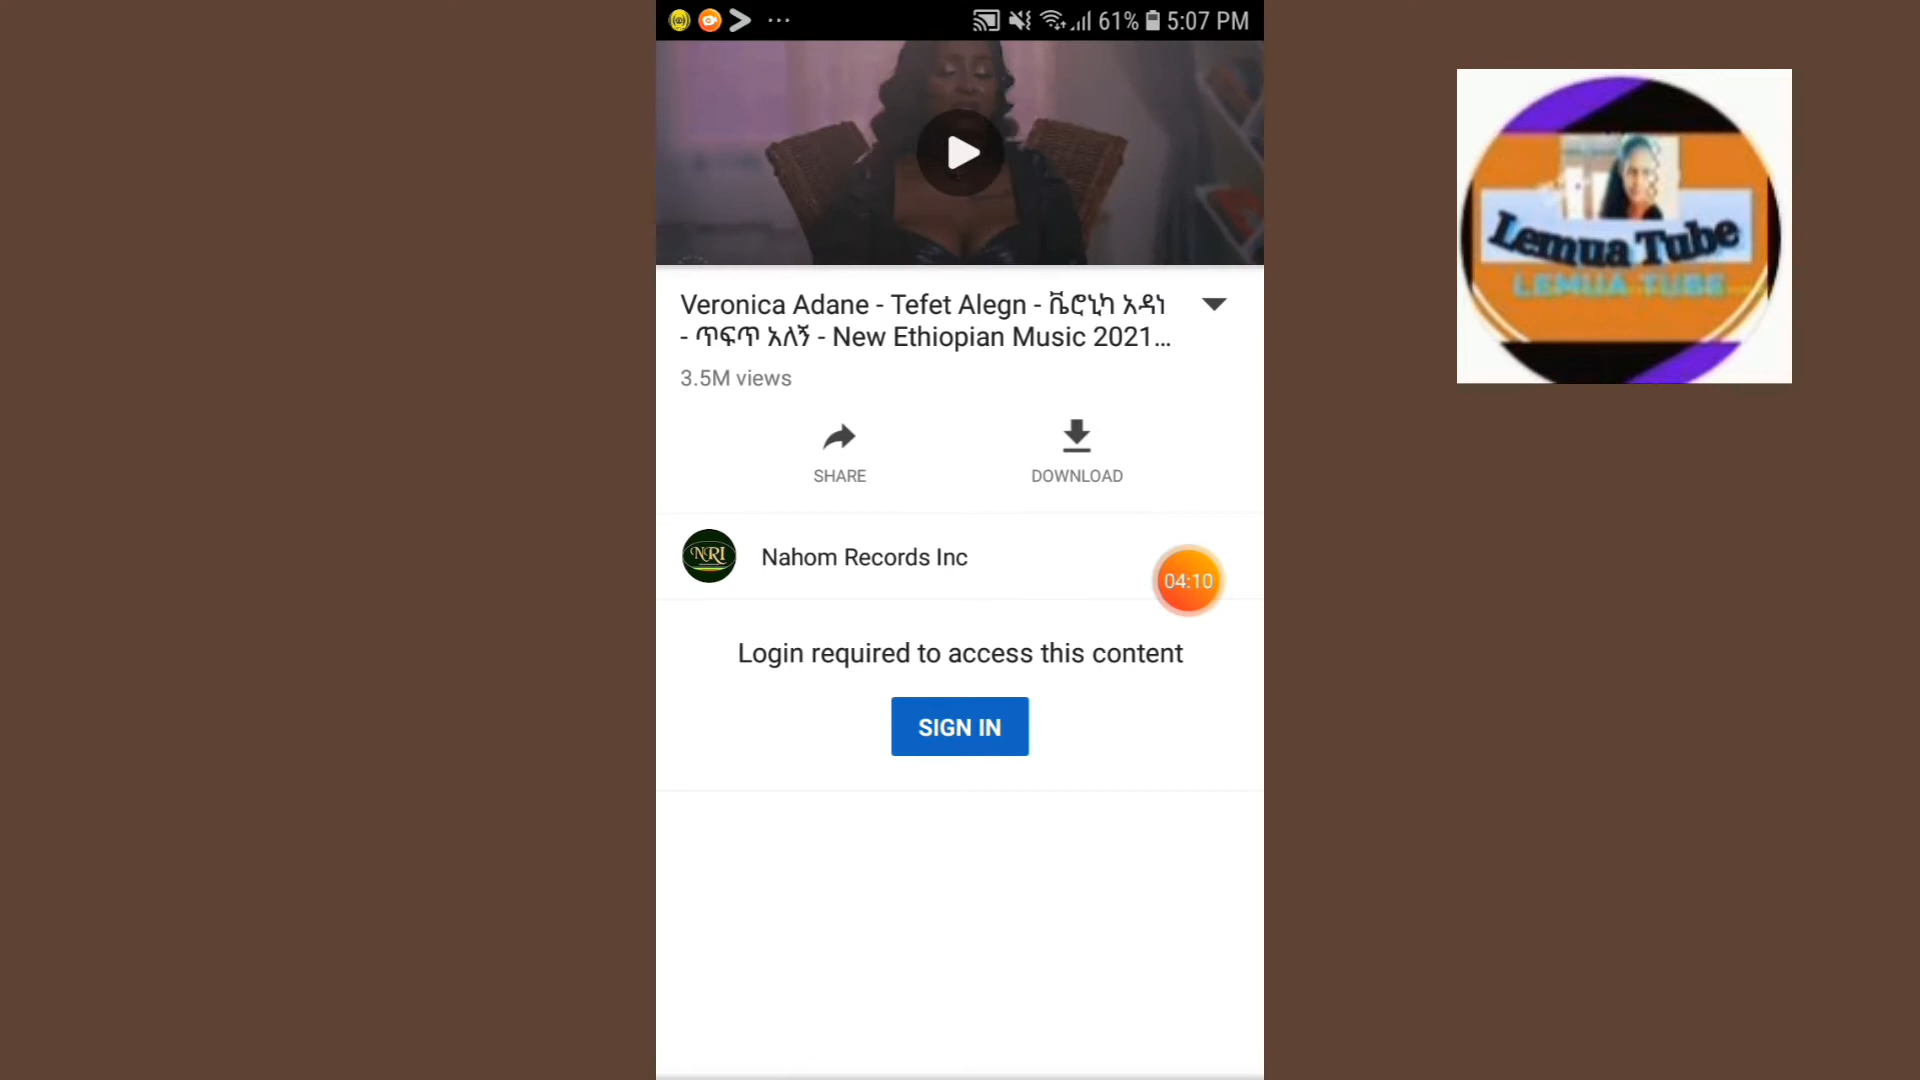 61% 5:07 PM
Veronica Adane - Tefet Alegn - ቬሮኒካ አዳነ
- ጥፍጥ አለኝ - New Ethiopian Music 2021...
3.5M views
SHARE
DOWNLOAD
NRI
Nahom Records Inc
04:10
Login required to access this content
SIGN IN
Lemua Tube
LEMUA TUBE